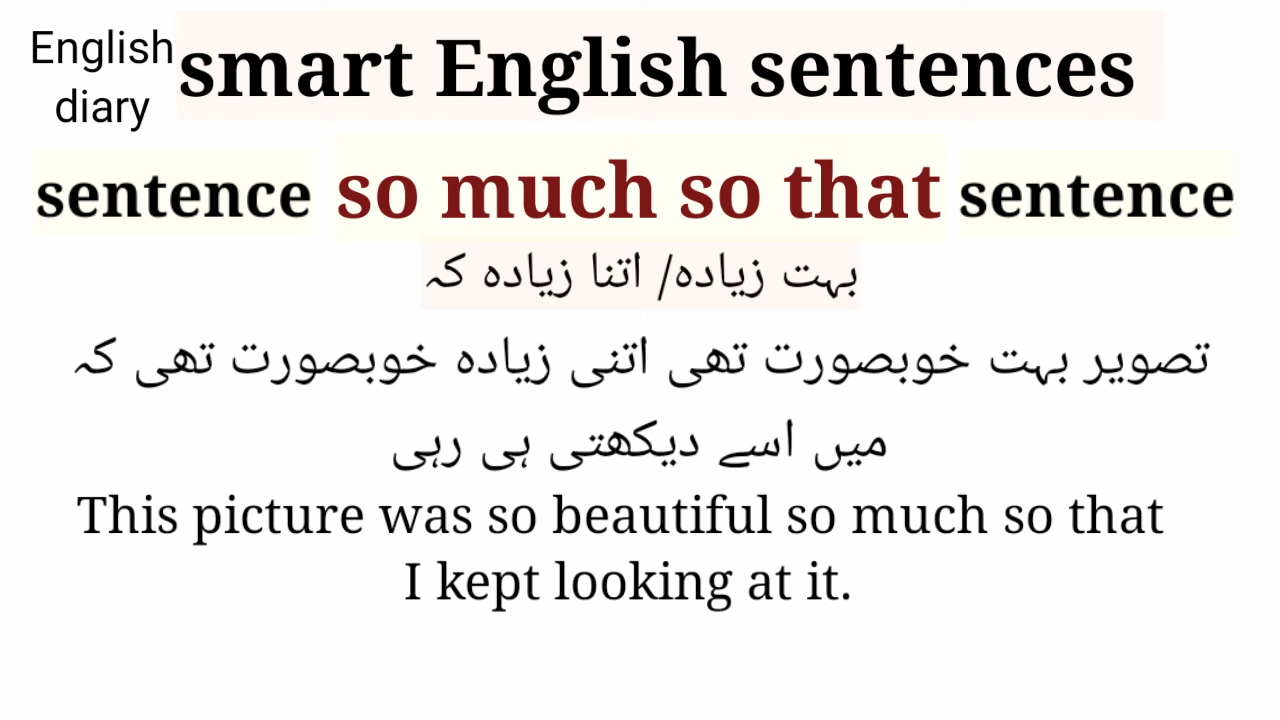 English
diary
smart English sentences
sentence so much so that sentence
بہت زیادہ/ اتنا زیادہ کہ
تصویر بہت خوبصورت تھی اتنی زیادہ خوبصورت تھی کہ
میں اسے دیکھتی ہی رہی
This picture was so beautiful so much so that
I kept looking at it.